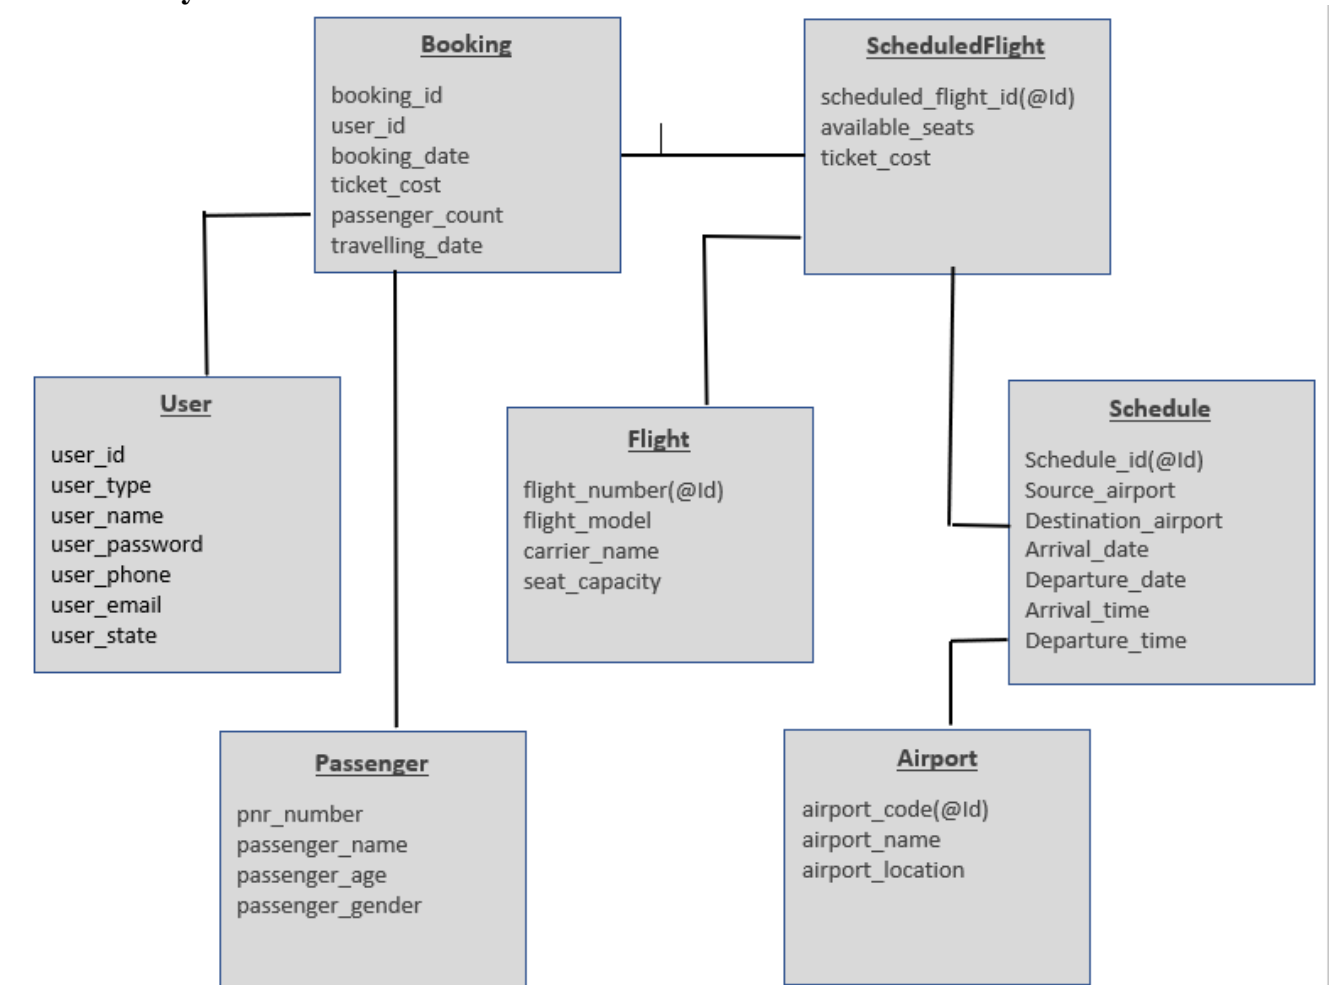 Booking
booking_id
user_id
booking_date
ticket_cost
passenger_count
travelling_date
ScheduledFlight
scheduled_flight_id(@Id)
available_seats
ticket_cost
User
user_id
user_type
user_name
user_password
user_phone
user_email
user_state
Flight
flight_number(@Id)
flight_model
carrier_name
seat_capacity
Schedule
Schedule_id(@Id)
Source_airport
Destination_airport
Arrival_date
Departure_date
Arrival_time
Departure_time
Passenger
pnr_number
passenger_name
passenger_age
passenger_gender
Airport
airport_code(@Id)
airport_name
airport_location